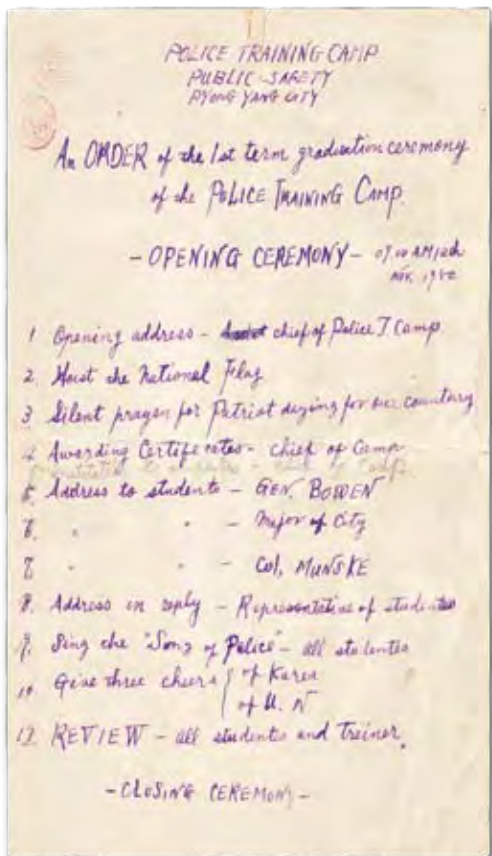 POLICE TRAINING CAMP
PUBLIC SAFETY
PYONG YANG CITY
An ORDER of the 1st term graduation ceremony
of the POLICE TRAINING CAMP.
- OPENING CEREMONY - 09.00 AM
Nov. 1950
1 Opening address - chief of Police T. Camp
2. Hoist the National Flag
3 Silent prayer for Patriot dying for our country
4 Awarding Certificates - chief of Camp
5 Address to students - GEN. BOWEN
6. " " - Major of City
7. " " - Col, MUNSKE
8. Address in reply - Representative of students
9. Sing the "Song of Police" - all students
10 Give three cheers { of Korea
of U. N
12. REVIEW - all students and treiner.
- CLOSING CEREMONY -